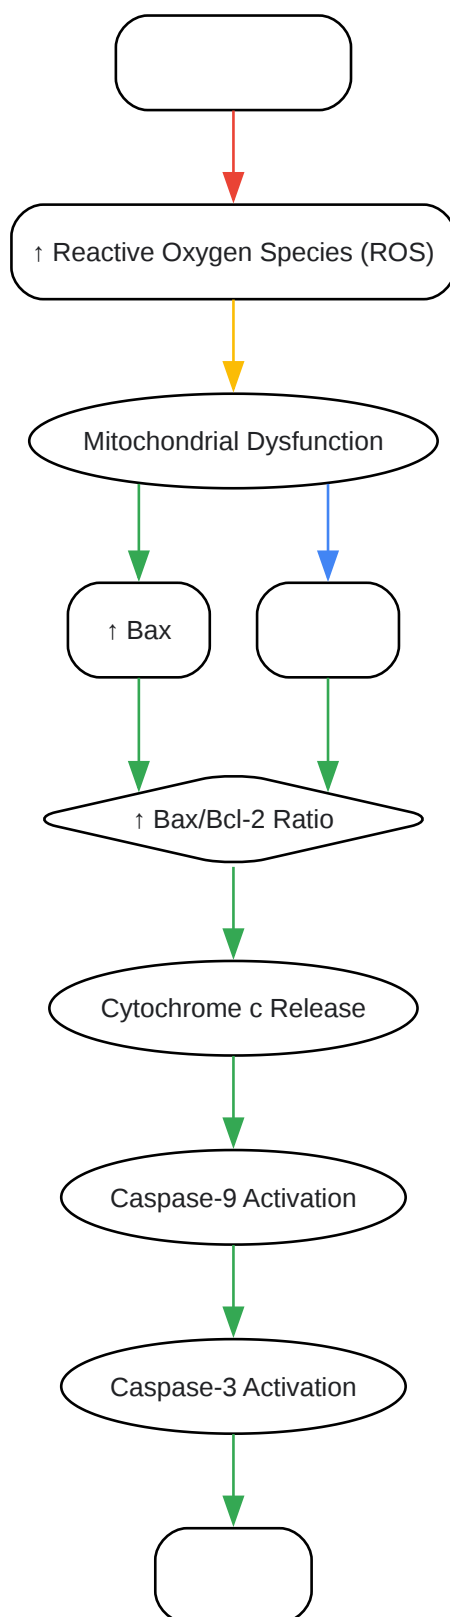 ↑ Reactive Oxygen Species (ROS)
Mitochondrial Dysfunction
↑ Bax
↑ Bax/Bcl-2 Ratio
Cytochrome c Release
Caspase-9 Activation
Caspase-3 Activation